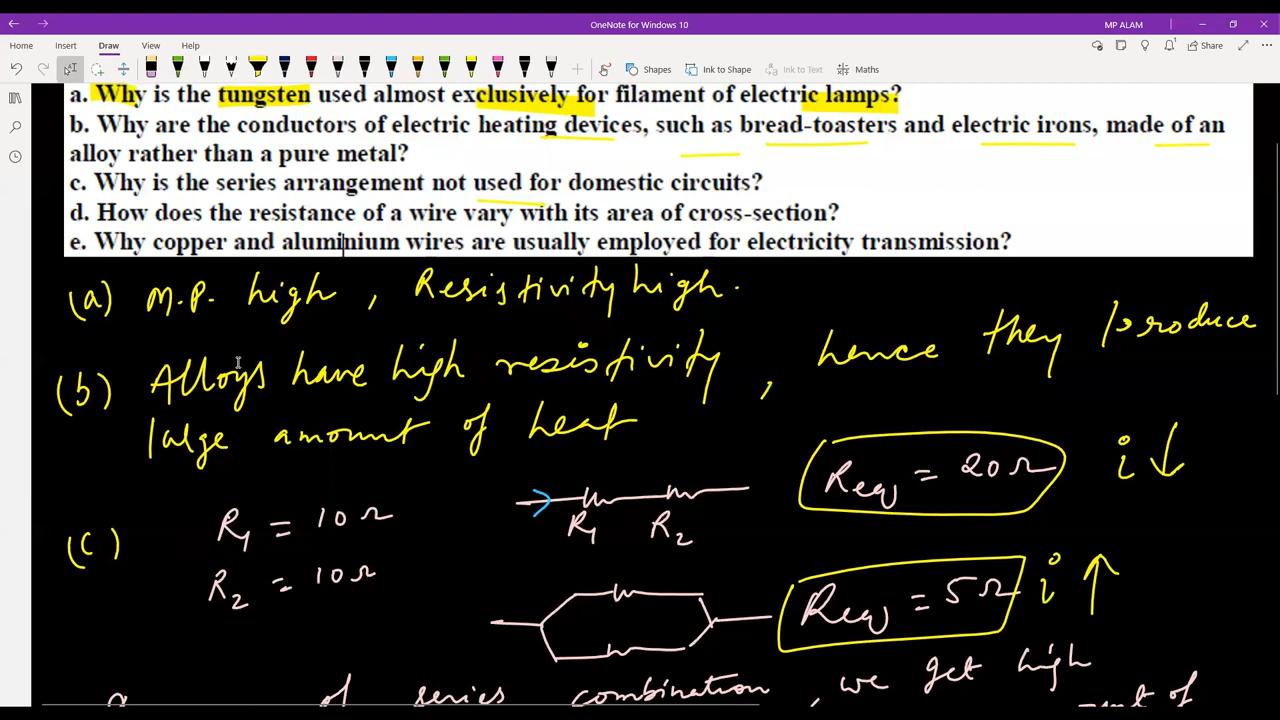 OneNote for Windows 10
MP ALAM
Home Insert Draw View Help
Share
Shapes Ink to Shape Ink to Text Maths
a. Why is the tungsten used almost exclusively for filament of electric lamps?
b. Why are the conductors of electric heating devices, such as bread-toasters and electric irons, made of an
alloy rather than a pure metal?
c. Why is the series arrangement not used for domestic circuits?
d. How does the resistance of a wire vary with its area of cross-section?
e. Why copper and aluminium wires are usually employed for electricity transmission?
(a) M.P. high, Resistivity high.
(b) Alloys have high resistivity, hence they produce
large amount of heat
(c) R1 = 10 Ω
R2 = 10 Ω
R1 R2
Req = 20 Ω i ↓
Req = 5 Ω i ↑
of series combination, we get high